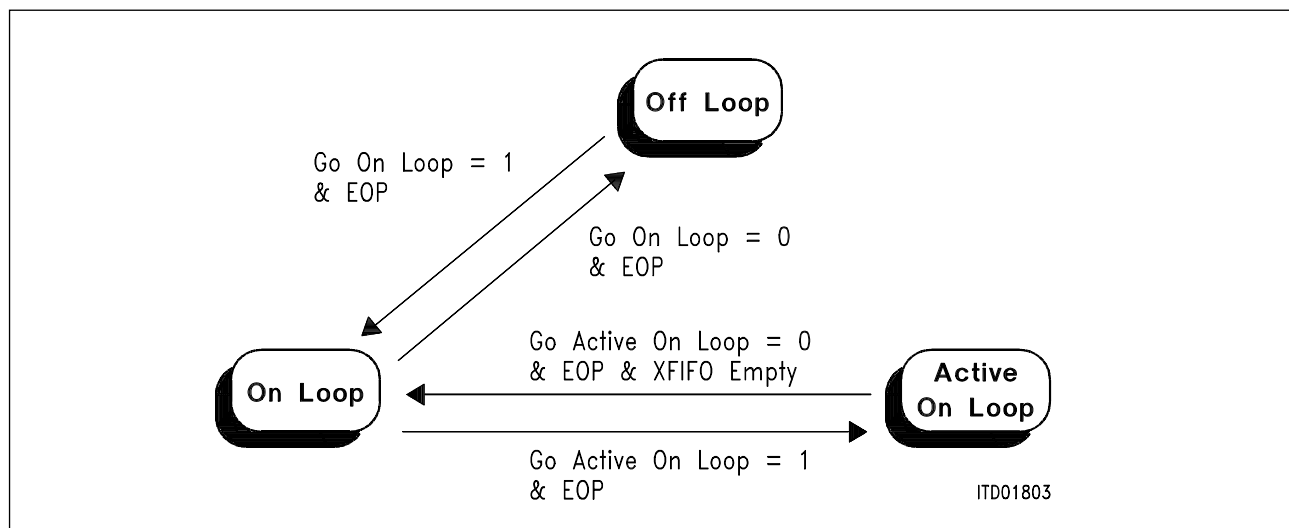 Off Loop
Go On Loop = 1
& EOP
Go On Loop = 0
& EOP
Go Active On Loop = 0
& EOP & XFIFO Empty
On Loop
Active
On Loop
Go Active On Loop = 1
& EOP
ITD01803